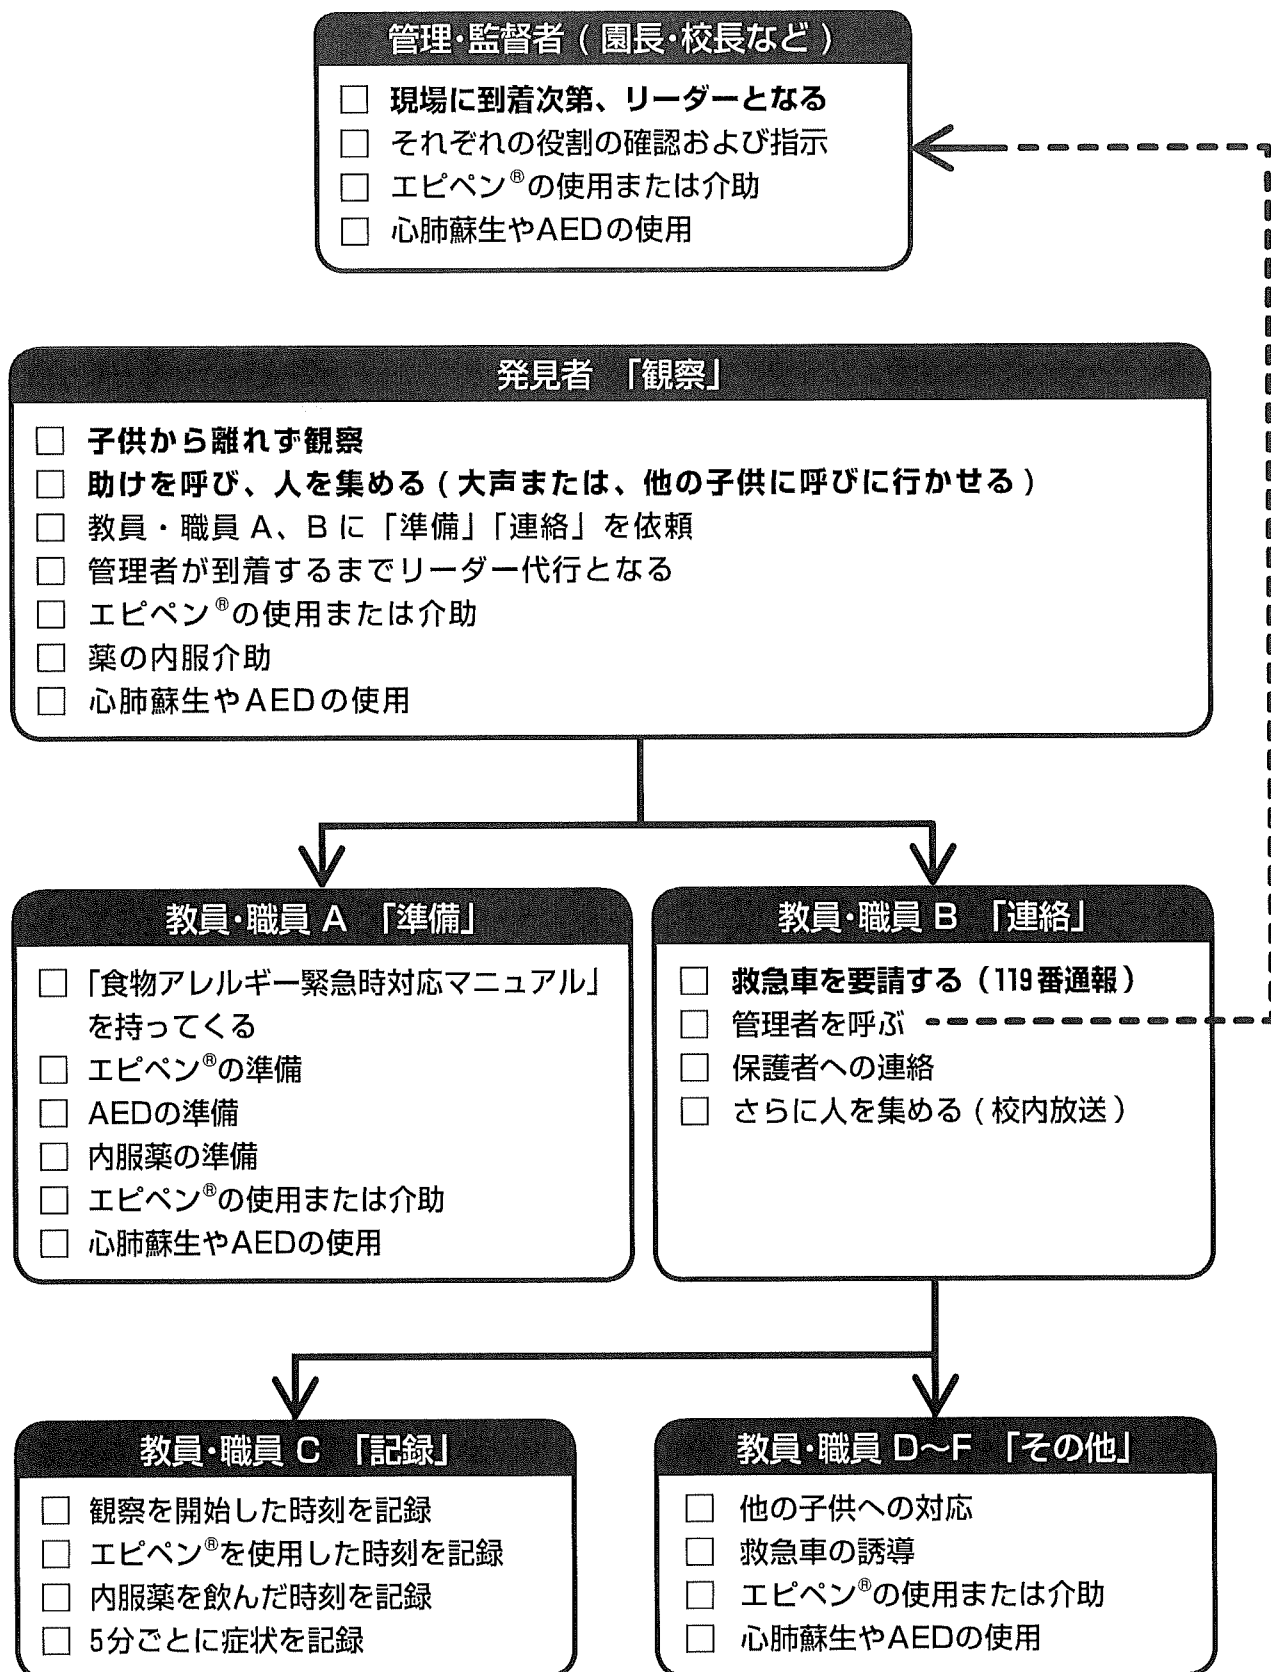 管理・監督者（園長・校長など）
□ 現場に到着次第、リーダーとなる
□ それぞれの役割の確認および指示
□ エピペン®の使用または介助
□ 心肺蘇生やAEDの使用
発見者 「観察」
□ 子供から離れず観察
□ 助けを呼び、人を集める（大声または、他の子供に呼びに行かせる）
□ 教員・職員 A、B に「準備」「連絡」を依頼
□ 管理者が到着するまでリーダー代行となる
□ エピペン®の使用または介助
□ 薬の内服介助
□ 心肺蘇生やAEDの使用
教員・職員 A 「準備」
□ 「食物アレルギー緊急時対応マニュアル」
を持ってくる
□ エピペン®の準備
□ AEDの準備
□ 内服薬の準備
□ エピペン®の使用または介助
□ 心肺蘇生やAEDの使用
教員・職員 B 「連絡」
□ 救急車を要請する（119番通報）
□ 管理者を呼ぶ
□ 保護者への連絡
□ さらに人を集める（校内放送）
教員・職員 C 「記録」
□ 観察を開始した時刻を記録
□ エピペン®を使用した時刻を記録
□ 内服薬を飲んだ時刻を記録
□ 5分ごとに症状を記録
教員・職員 D〜F 「その他」
□ 他の子供への対応
□ 救急車の誘導
□ エピペン®の使用または介助
□ 心肺蘇生やAEDの使用